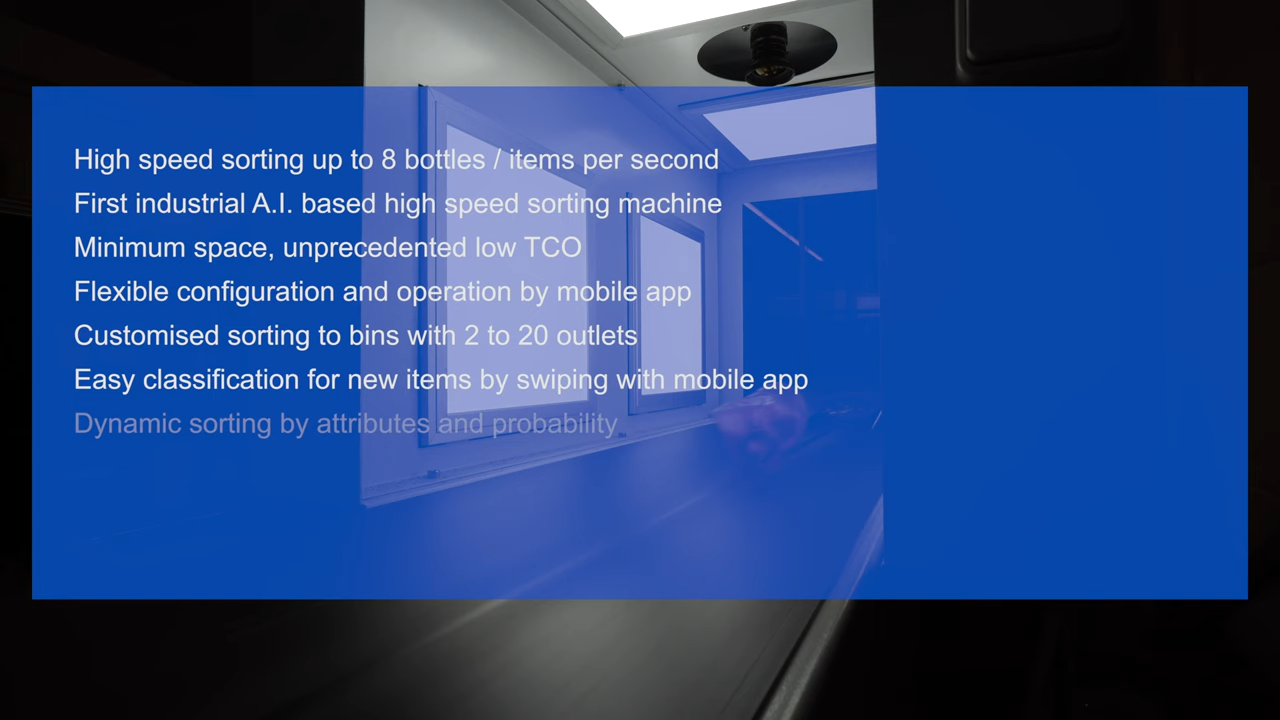 High speed sorting up to 8 bottles / items per second
First industrial A.I. based high speed sorting machine
Minimum space, unprecedented low TCO
Flexible configuration and operation by mobile app
Customised sorting to bins with 2 to 20 outlets
Easy classification for new items by swiping with mobile app
Dynamic sorting by attributes and probability